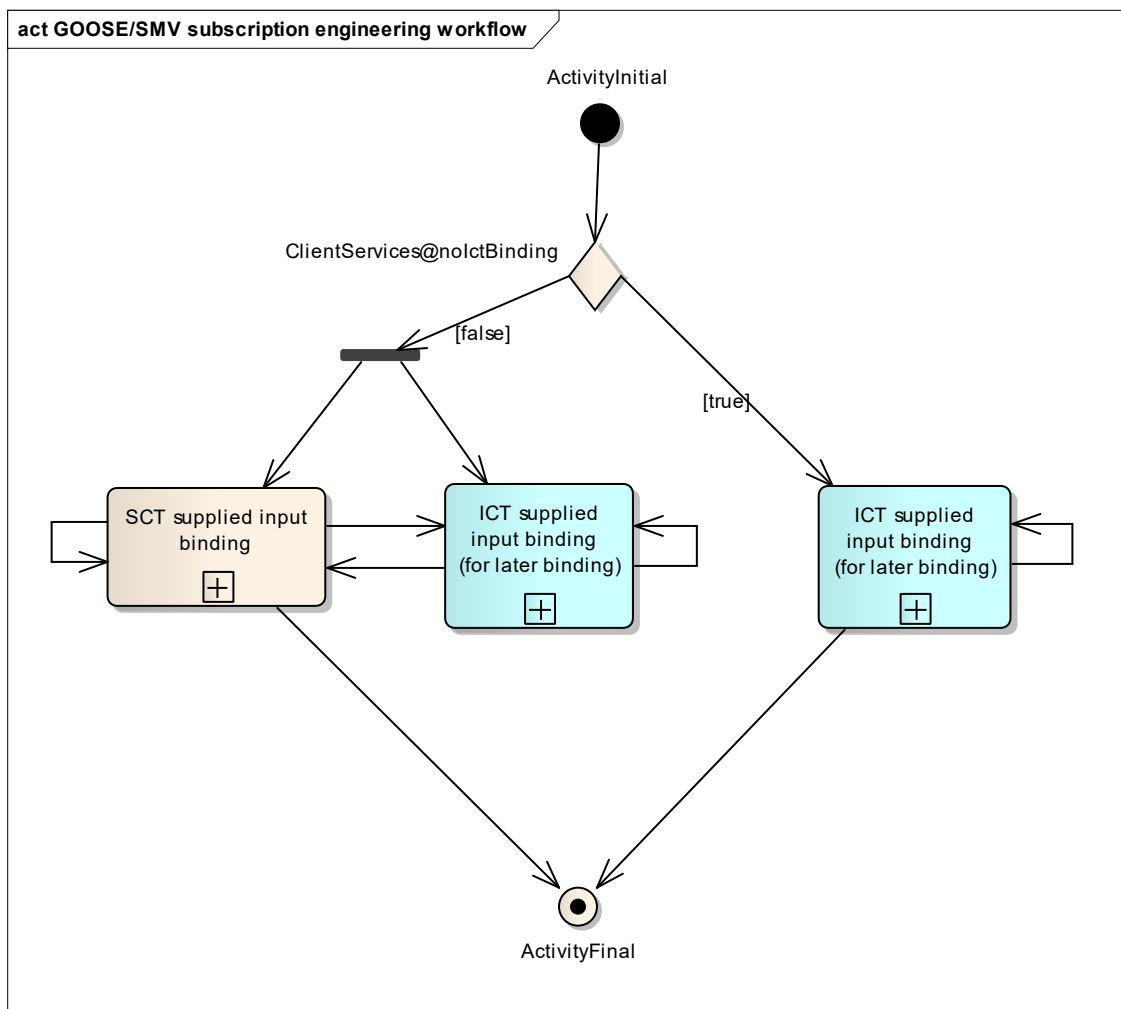 act GOOSE/SMV subscription engineering workflow
ActivityInitial
ClientServices@noIctBinding
[false]
[true]
SCT supplied input
binding
ICT supplied
input binding
(for later binding)
ICT supplied
input binding
(for later binding)
ActivityFinal